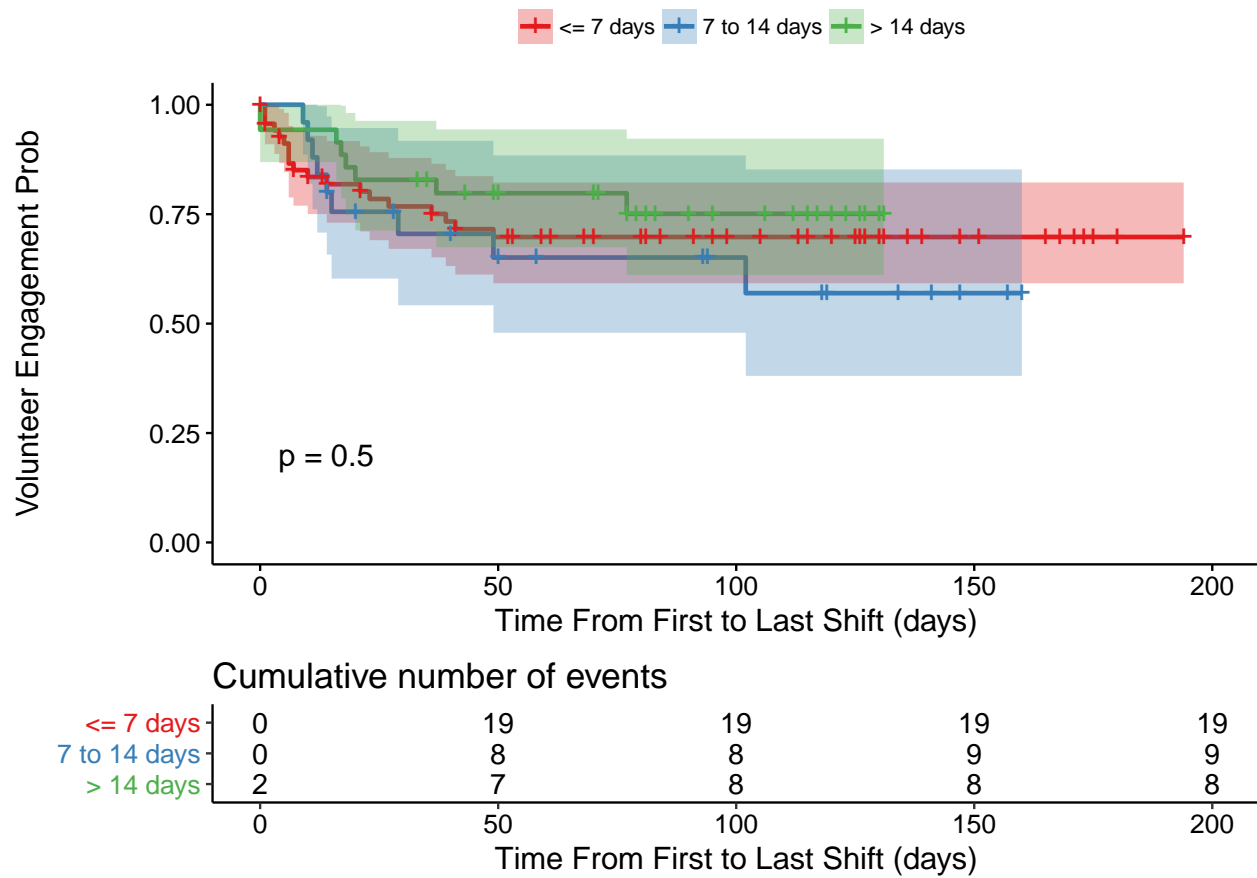 <= 7 days 7 to 14 days > 14 days
Volunteer Engagement Prob
1.00
0.75
0.50
0.25
0.00
p = 0.5
0 50 100 150 200
Time From First to Last Shift (days)
Cumulative number of events
<= 7 days 0 19 19 19 19
7 to 14 days 0 8 8 9 9
> 14 days 2 7 8 8 8
0 50 100 150 200
Time From First to Last Shift (days)